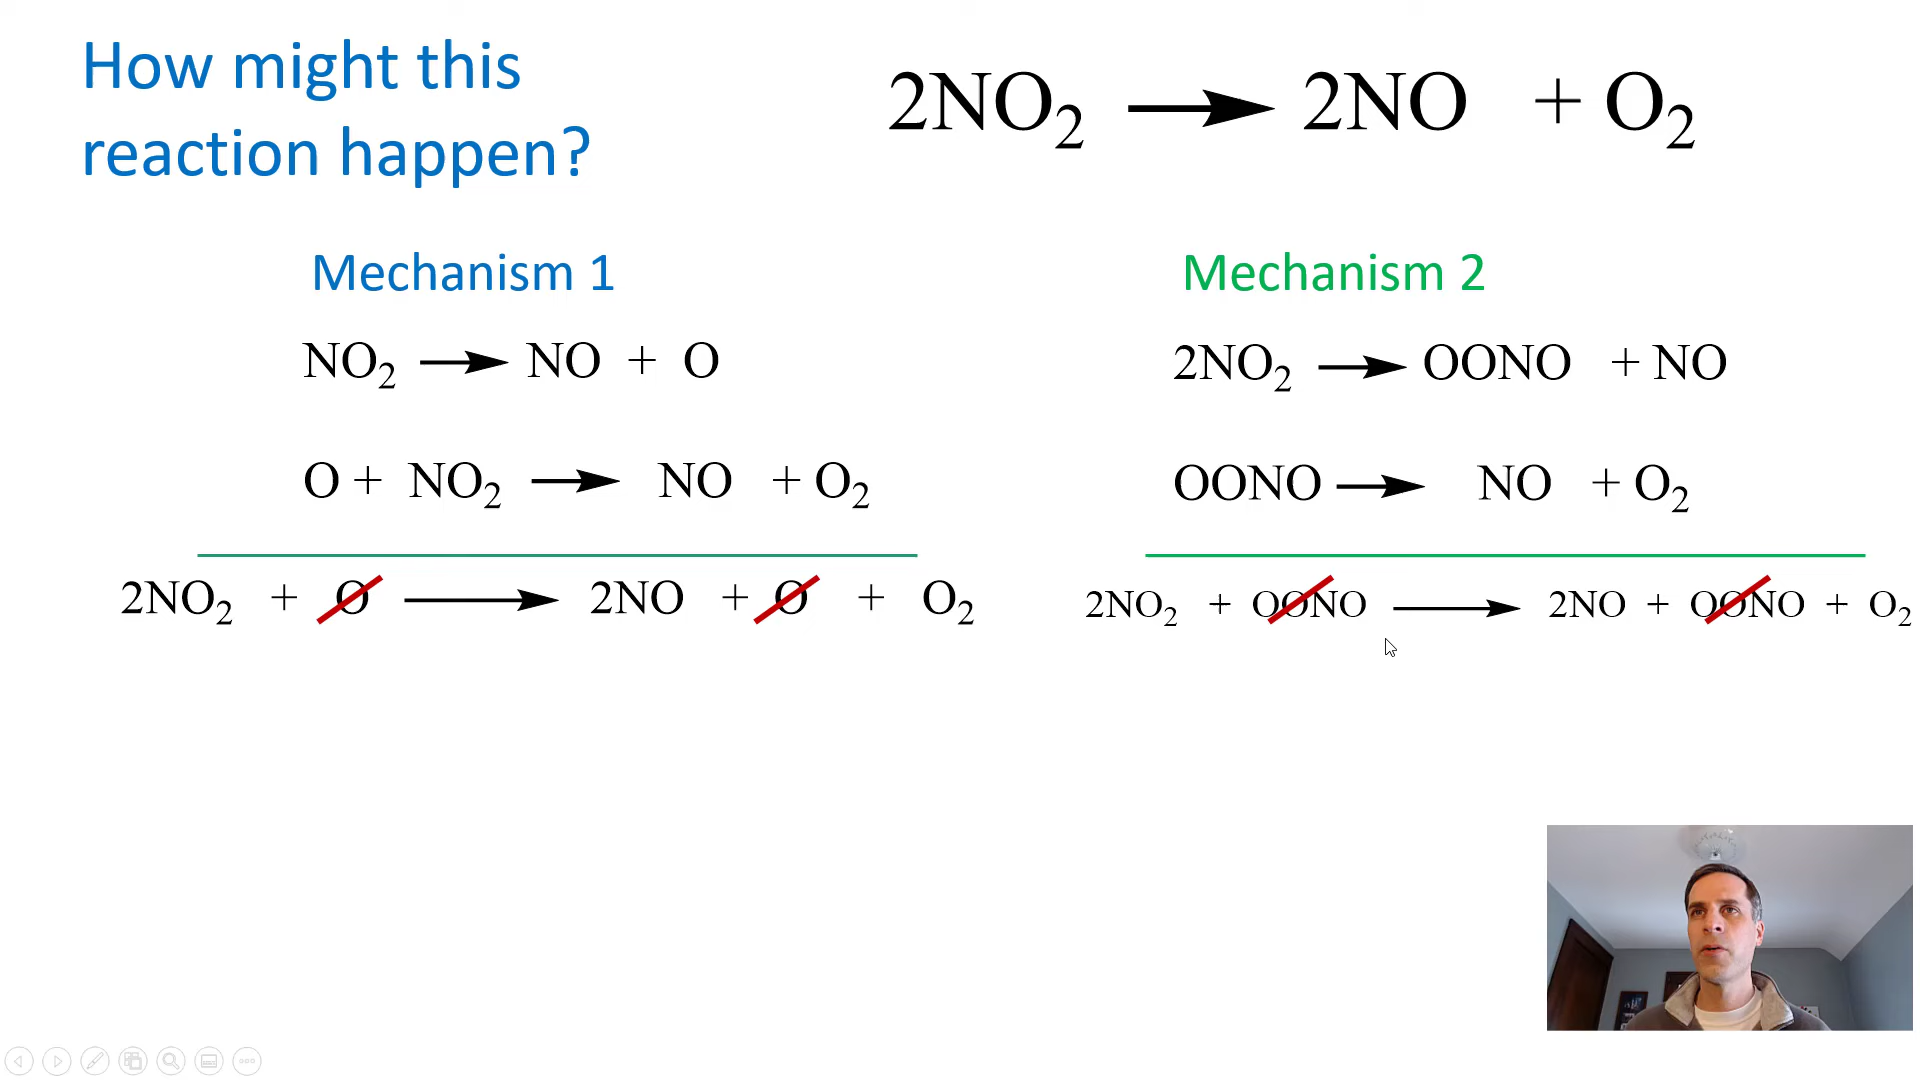 How might this
reaction happen?
2NO₂ → 2NO + O₂
Mechanism 1
NO₂ → NO + O
O + NO₂ → NO + O₂
2NO₂ + O → 2NO + O + O₂
Mechanism 2
2NO₂ → OONO + NO
OONO → NO + O₂
2NO₂ + OONO → 2NO + OONO + O₂